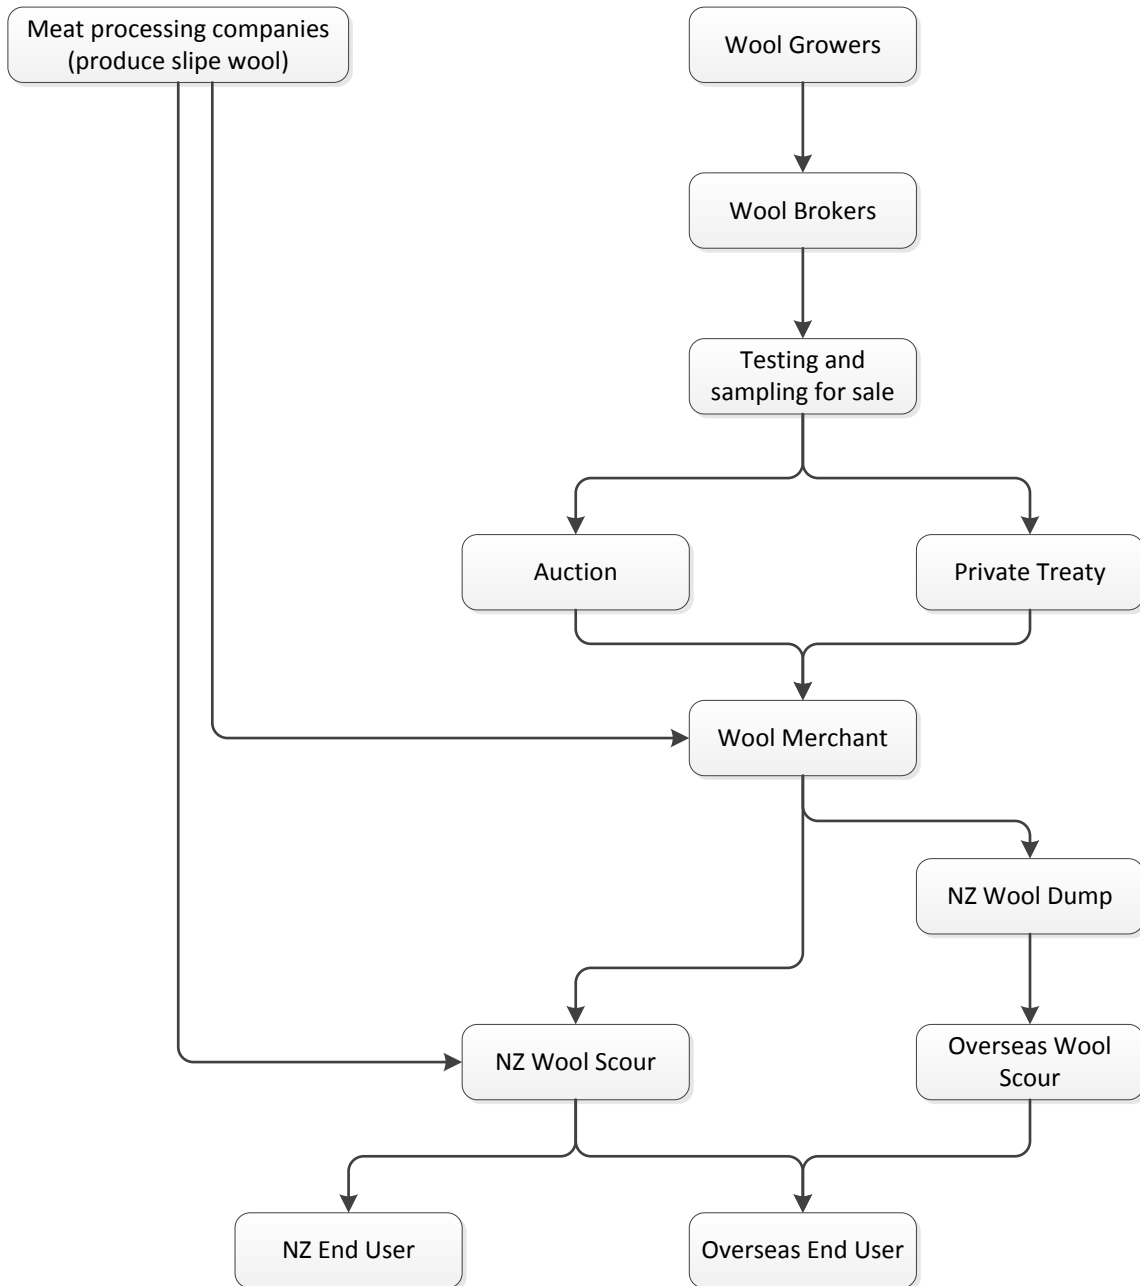 Meat processing companies
(produce slipe wool)
Wool Growers
Wool Brokers
Testing and
sampling for sale
Auction
Private Treaty
Wool Merchant
NZ Wool Dump
NZ Wool Scour
Overseas Wool
Scour
NZ End User
Overseas End User